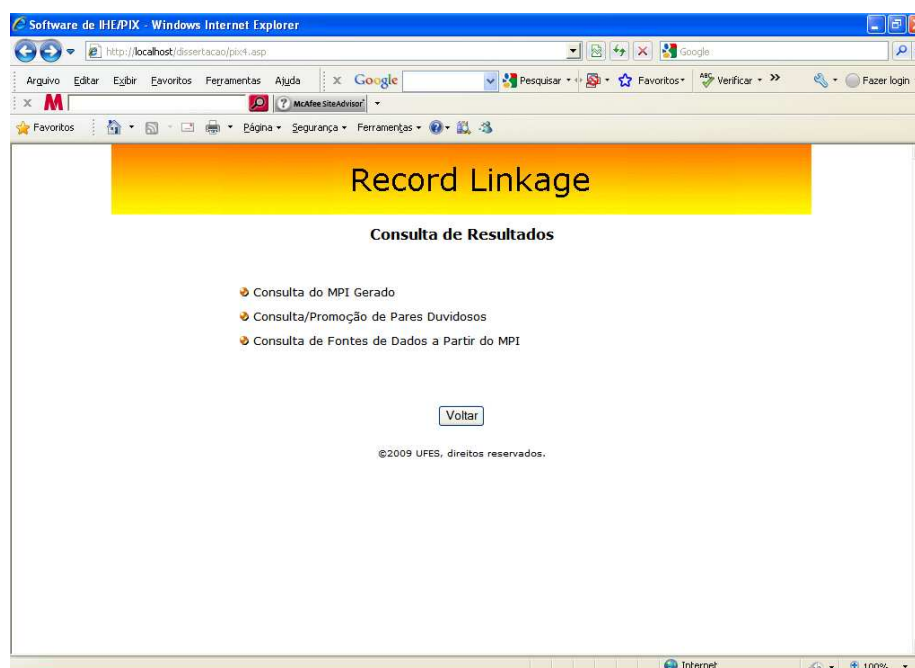 Software de IHE/PIX - Windows Internet Explorer
http://localhost/dissertacao/pix4.asp
Google
Arquivo Editar Exibir Favoritos Ferramentas Ajuda
x Google
Pesquisar
Favoritos
ABC Verificar
Fazer login
x M
McAfee SiteAdvisor
Favoritos
Página Segurança Ferramentas
Record Linkage
Consulta de Resultados
Consulta do MPI Gerado
Consulta/Promoção de Pares Duvidosos
Consulta de Fontes de Dados a Partir do MPI
Voltar
©2009 UFES, direitos reservados.
Internet
100%